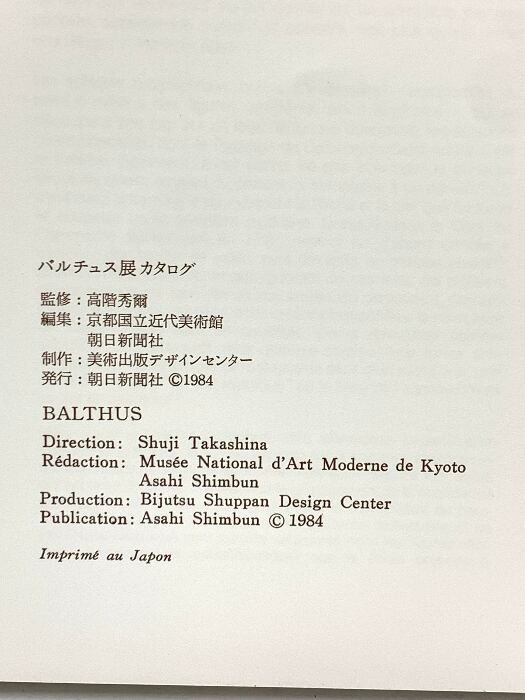 バルチュス展カタログ
監修：高階秀爾
編集：京都国立近代美術館
朝日新聞社
制作：美術出版デザインセンター
発行：朝日新聞社 ©1984
BALTHUS
Direction: Shuji Takashina
Rédaction: Musée National d'Art Moderne de Kyoto
Asahi Shimbun
Production: Bijutsu Shuppan Design Center
Publication: Asahi Shimbun © 1984
Imprimé au Japon